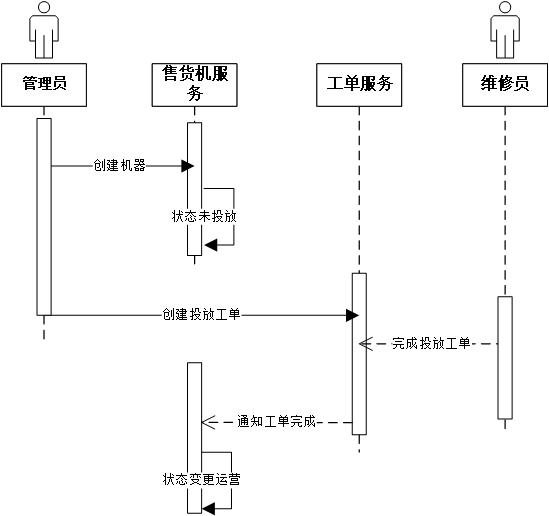 管理员
售货机服
务
工单服务
维修员
创建机器
状态未投放
创建投放工单
完成投放工单
通知工单完成
状态变更运营